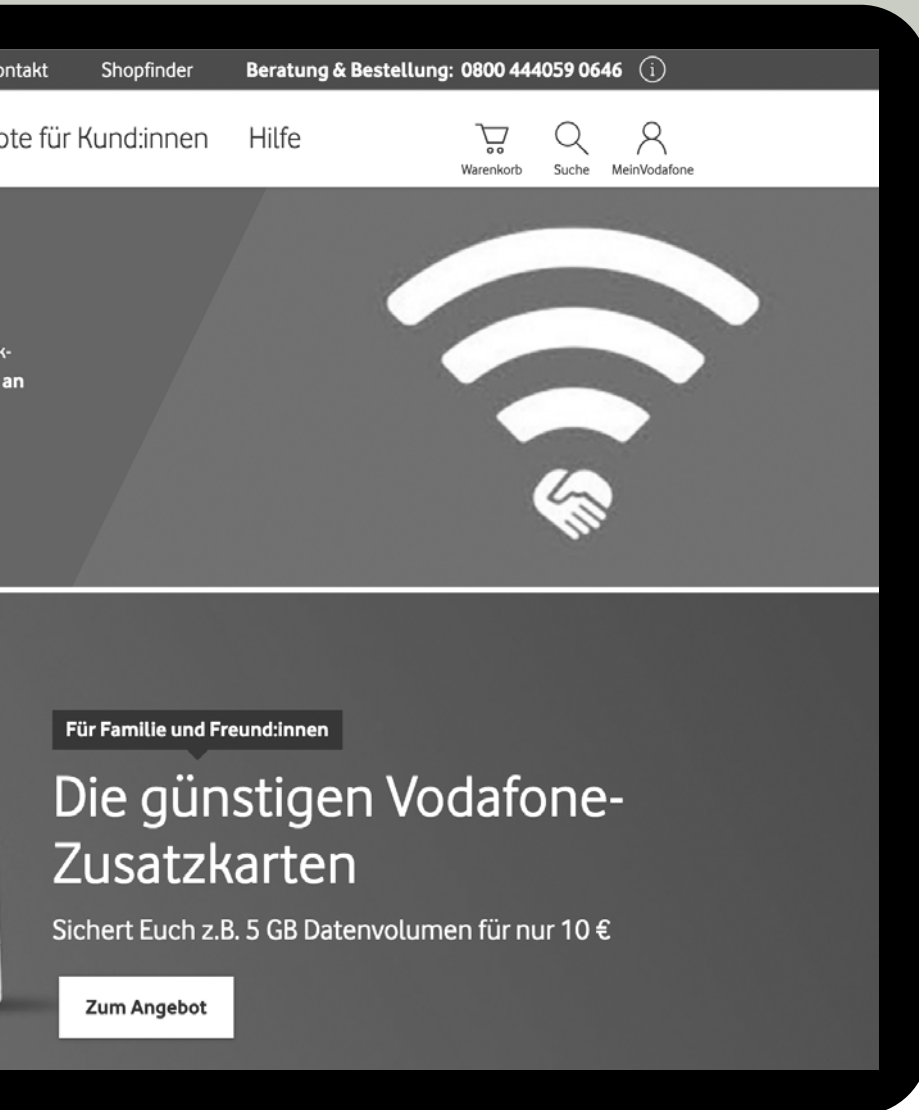 ontakt Shopfinder Beratung & Bestellung: 0800 444059 0646
ote für Kund:innen Hilfe
Warenkorb Suche MeinVodafone
k-
an
Für Familie und Freund:innen
Die günstigen Vodafone-
Zusatzkarten
Sichert Euch z.B. 5 GB Datenvolumen für nur 10 €
Zum Angebot